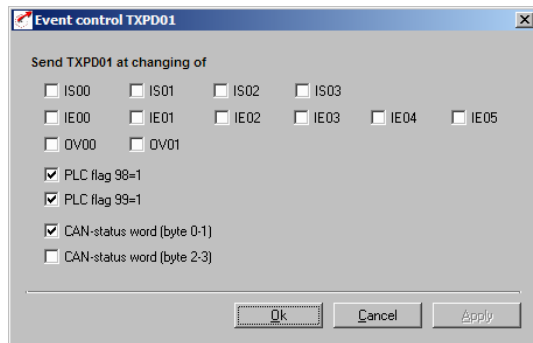 Event control TXPD01
Send TXPD01 at changing of
IS00 IS01 IS02 IS03
IE00 IE01 IE02 IE03 IE04 IE05
OV00 OV01
PLC flag 98=1
PLC flag 99=1
CAN-status word (byte 0-1)
CAN-status word (byte 2-3)
Ok Cancel Apply